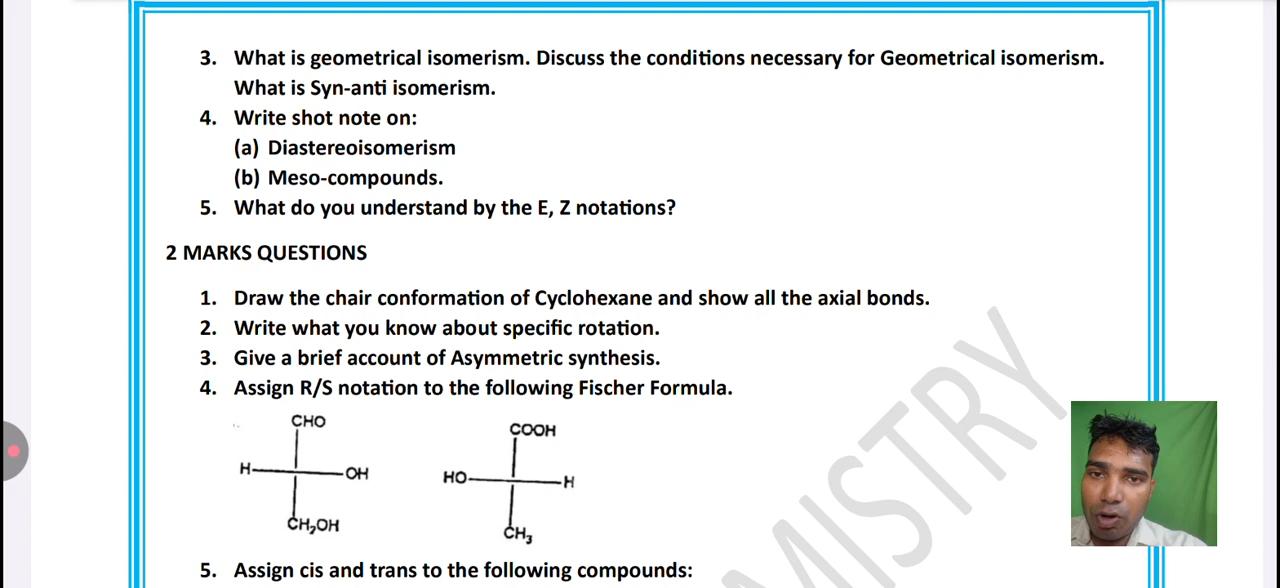 3. What is geometrical isomerism. Discuss the conditions necessary for Geometrical isomerism.
What is Syn-anti isomerism.
4. Write shot note on:
(a) Diastereoisomerism
(b) Meso-compounds.
5. What do you understand by the E, Z notations?
2 MARKS QUESTIONS
1. Draw the chair conformation of Cyclohexane and show all the axial bonds.
2. Write what you know about specific rotation.
3. Give a brief account of Asymmetric synthesis.
4. Assign R/S notation to the following Fischer Formula.
CHO
COOH
H
OH
HO
H
CH₂OH
CH₃
5. Assign cis and trans to the following compounds:
MISTRY